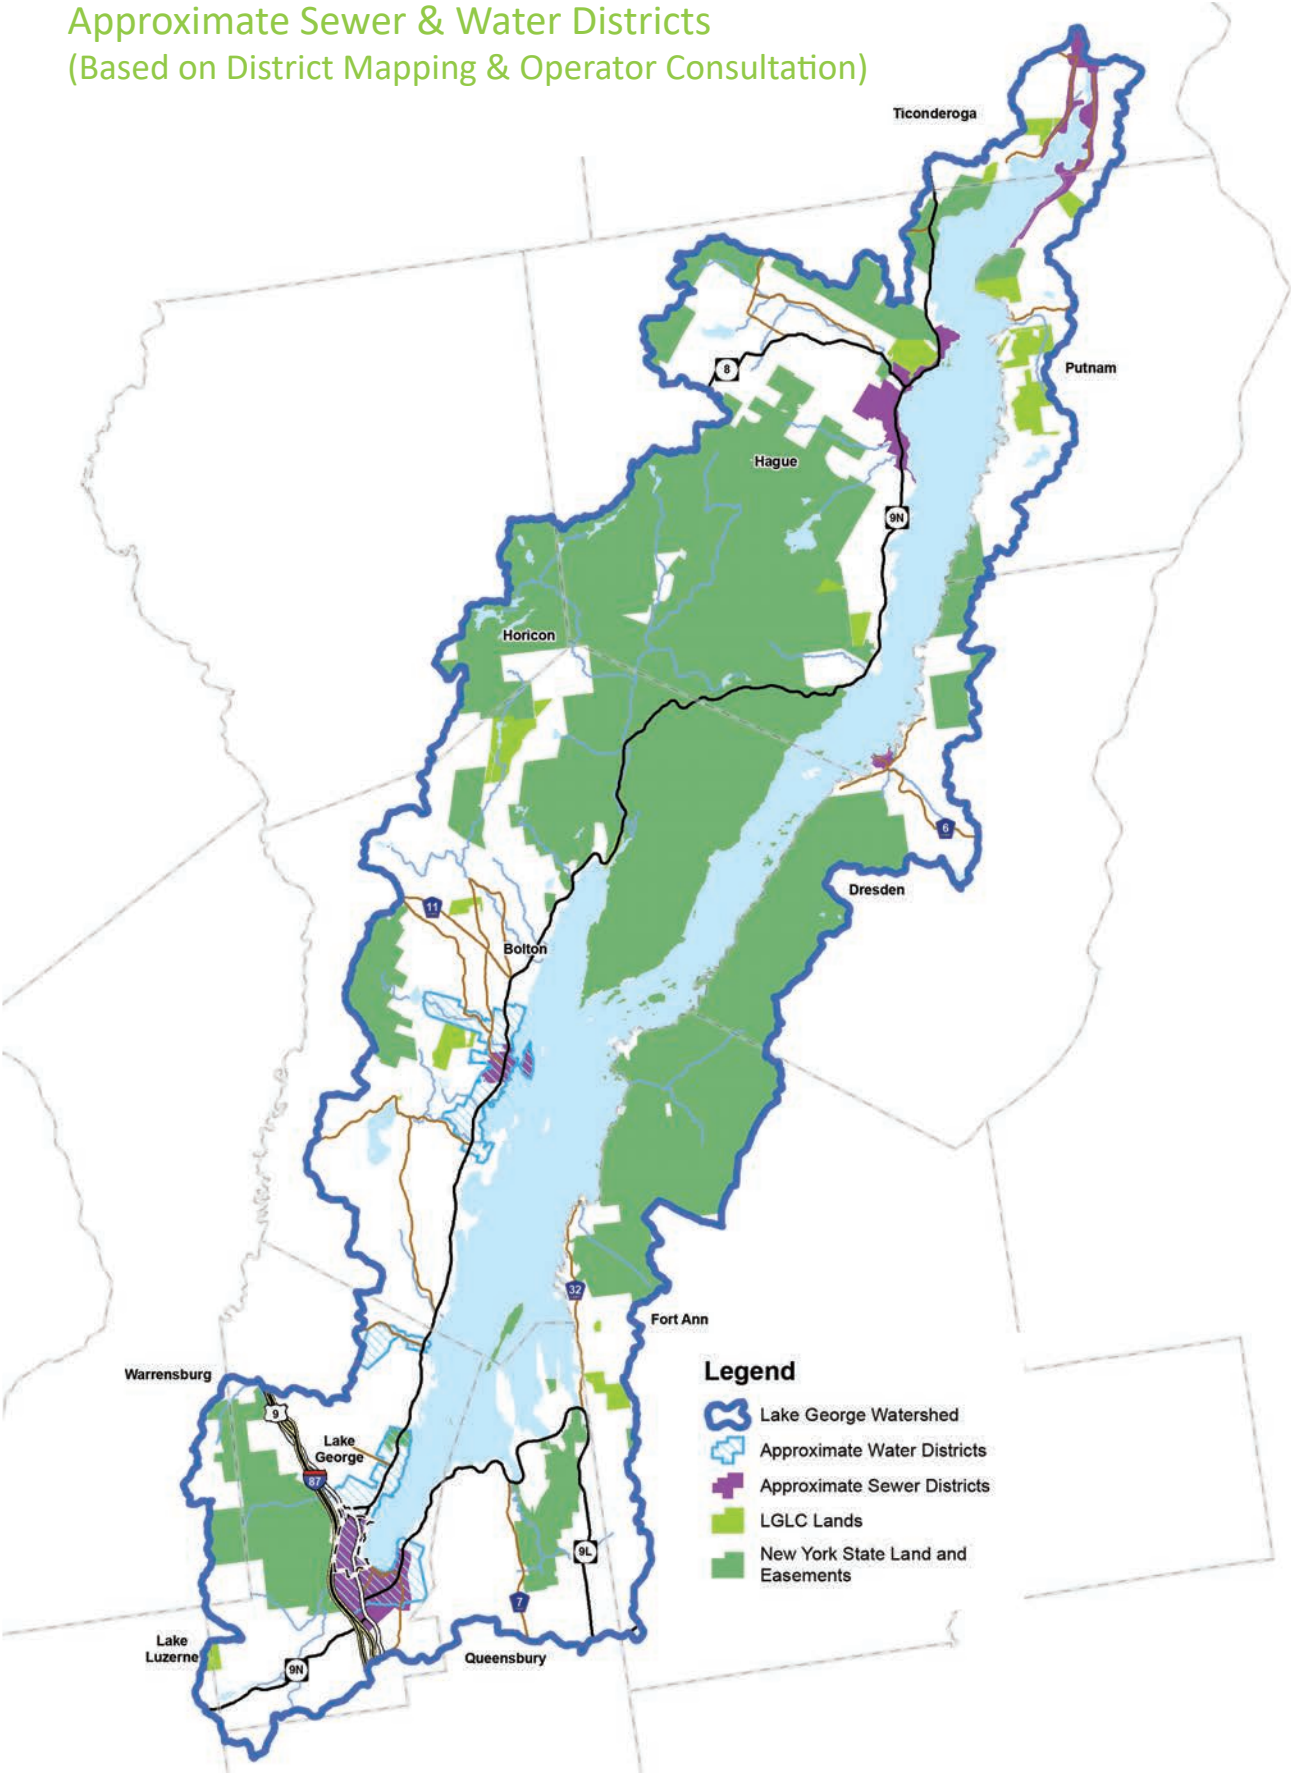 Approximate Sewer & Water Districts
(Based on District Mapping & Operator Consultation)
Ticonderoga
8
Putnam
Hague
9N
Horicon
6
Dresden
11
Bolton
32
Fort Ann
Warrensburg
9
Lake
George
87
9L
7
Lake
Luzerne
9N
Queensbury
Legend
Lake George Watershed
Approximate Water Districts
Approximate Sewer Districts
LGLC Lands
New York State Land and
Easements